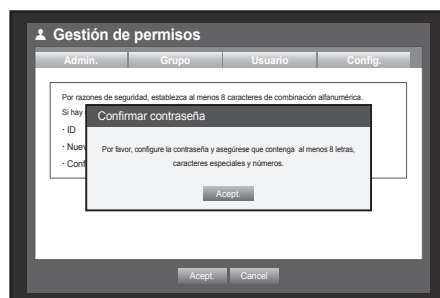 Gestión de permisos
Admin. Grupo Usuario Config.
Por razones de seguridad, establezca al menos 8 caracteres de combinación alfanumérica.
Si hay
Confirmar contraseña
· ID
· Nuev
Por favor, configure la contraseña y asegúrese que contenga al menos 8 letras,
· Conf
caracteres especiales y números.
Acept.
Acept. Cancel